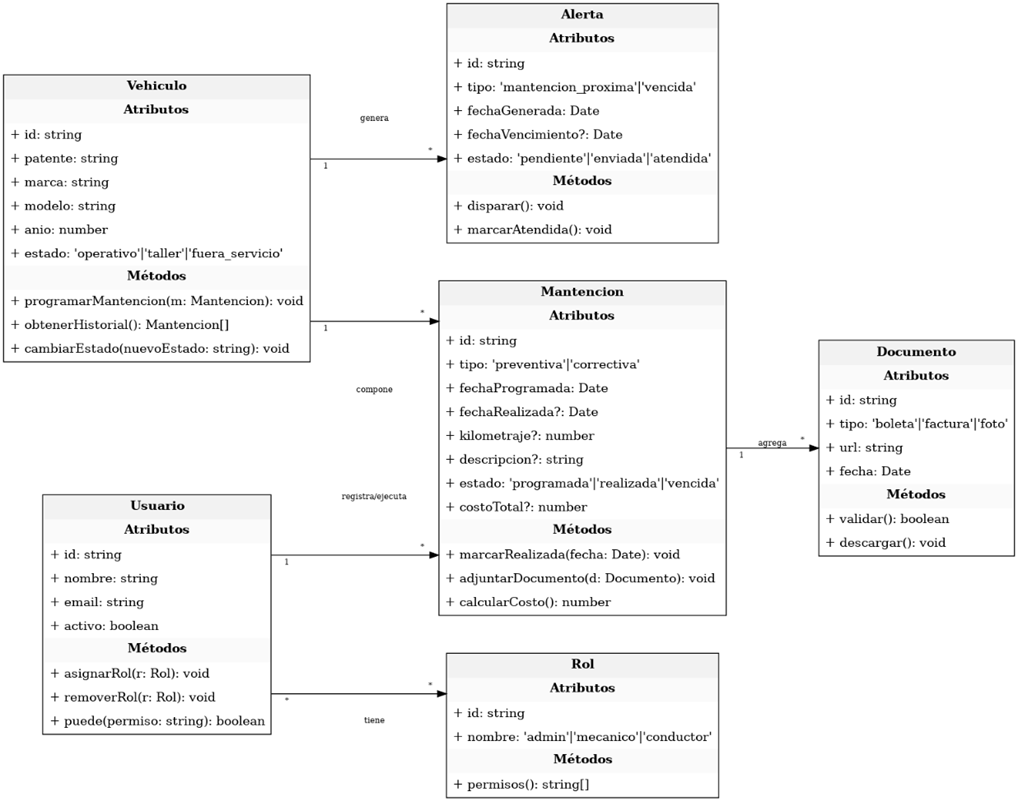 Vehiculo
Atributos
+ id: string
+ patente: string
+ marca: string
+ modelo: string
+ anio: number
+ estado: 'operativo'|'taller'|'fuera_servicio'
Métodos
+ programarMantencion(m: Mantencion): void
+ obtenerHistorial(): Mantencion[]
+ cambiarEstado(nuevoEstado: string): void
genera
1
*
Alerta
Atributos
+ id: string
+ tipo: 'mantencion_proxima'|'vencida'
+ fechaGenerada: Date
+ fechaVencimiento?: Date
+ estado: 'pendiente'|'enviada'|'atendida'
Métodos
+ disparar(): void
+ marcarAtendida(): void
1
*
compone
Mantencion
Atributos
+ id: string
+ tipo: 'preventiva'|'correctiva'
+ fechaProgramada: Date
+ fechaRealizada?: Date
+ kilometraje?: number
+ descripcion?: string
+ estado: 'programada'|'realizada'|'vencida'
+ costoTotal?: number
Métodos
+ marcarRealizada(fecha: Date): void
+ adjuntarDocumento(d: Documento): void
+ calcularCosto(): number
agrega
1
*
Documento
Atributos
+ id: string
+ tipo: 'boleta'|'factura'|'foto'
+ url: string
+ fecha: Date
Métodos
+ validar(): boolean
+ descargar(): void
Usuario
Atributos
+ id: string
+ nombre: string
+ email: string
+ activo: boolean
Métodos
+ asignarRol(r: Rol): void
+ removerRol(r: Rol): void
+ puede(permiso: string): boolean
registra/ejecuta
1
*
*
*
tiene
Rol
Atributos
+ id: string
+ nombre: 'admin'|'mecanico'|'conductor'
Métodos
+ permisos(): string[]